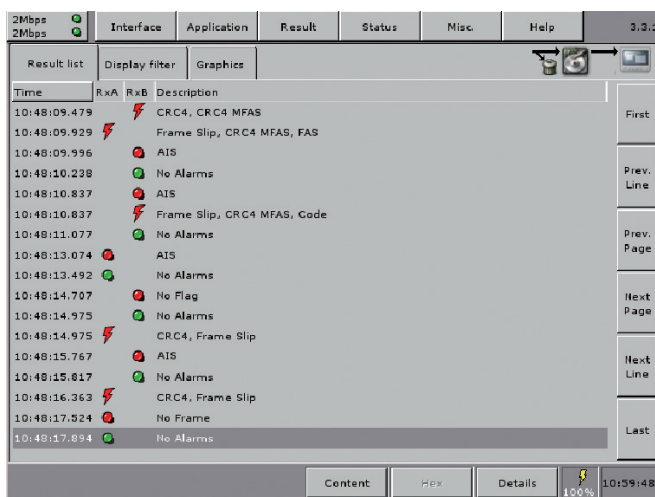 2Mbps
2Mbps
Interface Application Result Status Misc. Help
Result list Display filter Graphics
Time RxA RxB Description
10:48:09.479 CRC4, CRC4 MFAS
10:48:09.929 Frame Slip, CRC4 MFAS, FAS
10:48:09.996 AIS
10:48:10.238 No Alarms
10:48:10.837 AIS
10:48:10.837 Frame Slip, CRC4 MFAS, Code
10:48:11.077 No Alarms
10:48:13.074 AIS
10:48:13.492 No Alarms
10:48:14.707 No Flag
10:48:14.975 No Alarms
10:48:14.975 CRC4, Frame Slip
10:48:15.767 AIS
10:48:15.817 No Alarms
10:48:16.363 CRC4, Frame Slip
10:48:17.524 No Frame
10:48:17.894 No Alarms
First
Prev.
Line
Prev.
Page
Next
Page
Next
Line
Last
Content Hex Details 100% 10:59:48